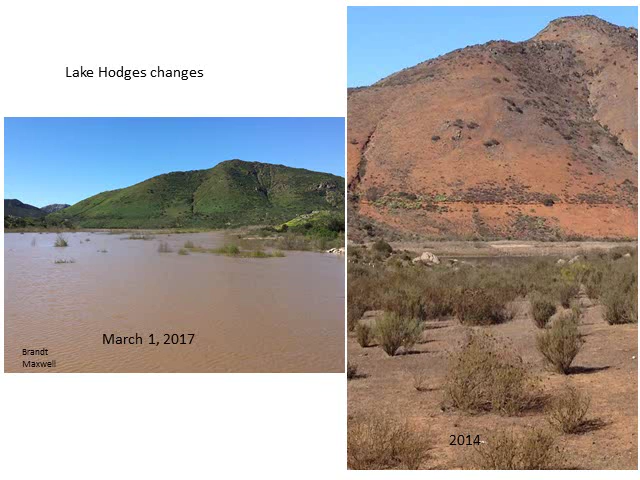 Lake Hodges changes
March 1, 2017
Brandt
Maxwell
2014